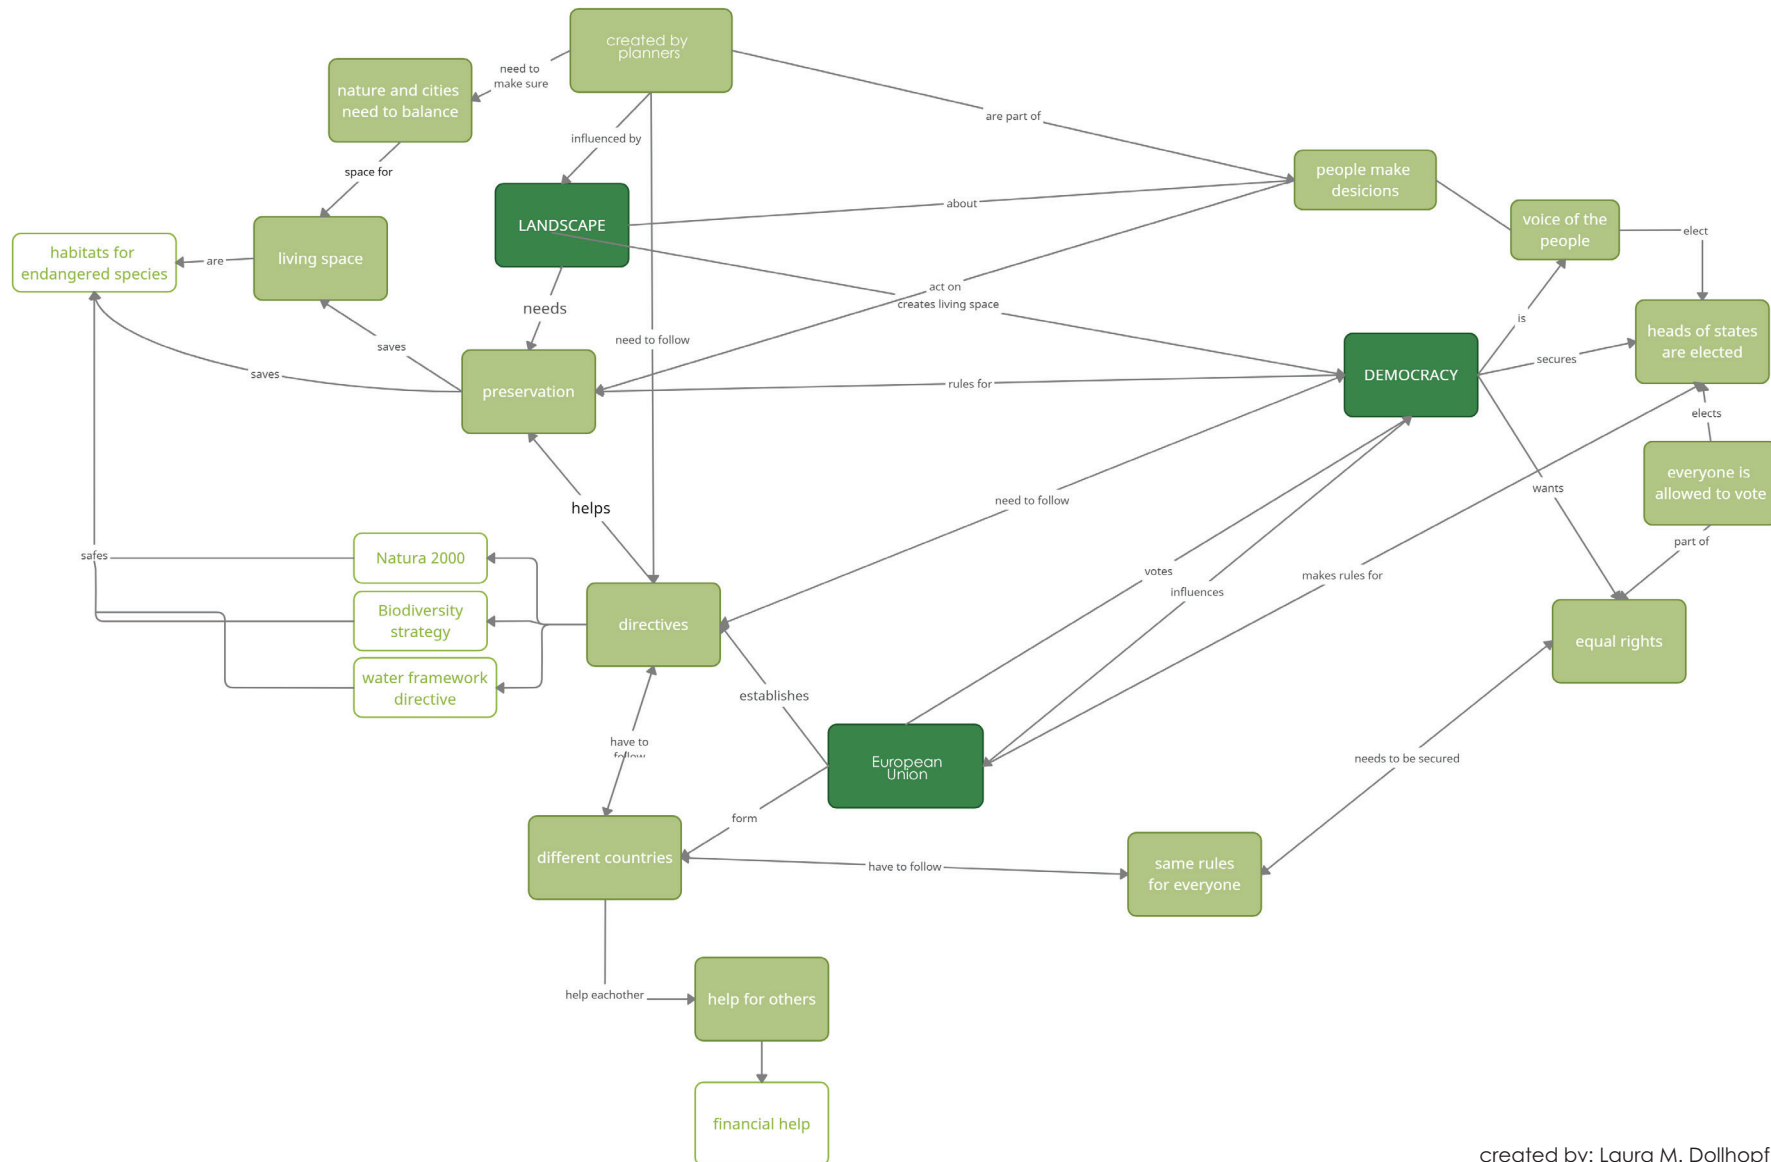 created by
planners
need to
make sure
nature and cities
need to balance
influenced by
are part of
space for
people make
desicions
LANDSCAPE
about
voice of the
people
elect
habitats for
endangered species
are
living space
needs
act on
creates living space
need to follow
is
heads of states
are elected
saves
saves
preservation
rules for
DEMOCRACY
secures
elects
helps
need to follow
wants
everyone is
allowed to vote
part of
safes
Natura 2000
Biodiversity
strategy
water framework
directive
directives
votes
influences
makes rules for
equal rights
establishes
have to
follow
European
Union
needs to be secured
form
different countries
have to follow
same rules
for everyone
help eachother
help for others
financial help
created by: Laura M. Dollhopf